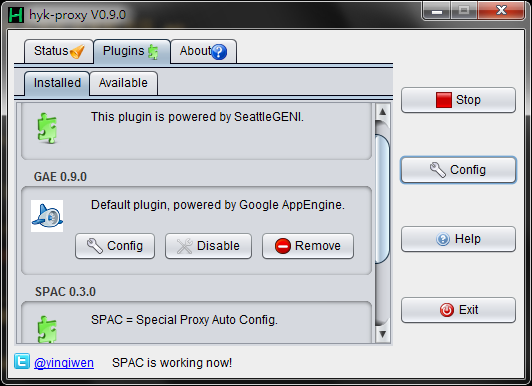 hyk-proxy V0.9.0
Status Plugins About
Installed Available
This plugin is powered by SeattleGENI.
GAE 0.9.0
Default plugin, powered by Google AppEngine.
Config Disable Remove
SPAC 0.3.0
SPAC = Special Proxy Auto Config.
Stop
Config
Help
Exit
@yinqiwen SPAC is working now!